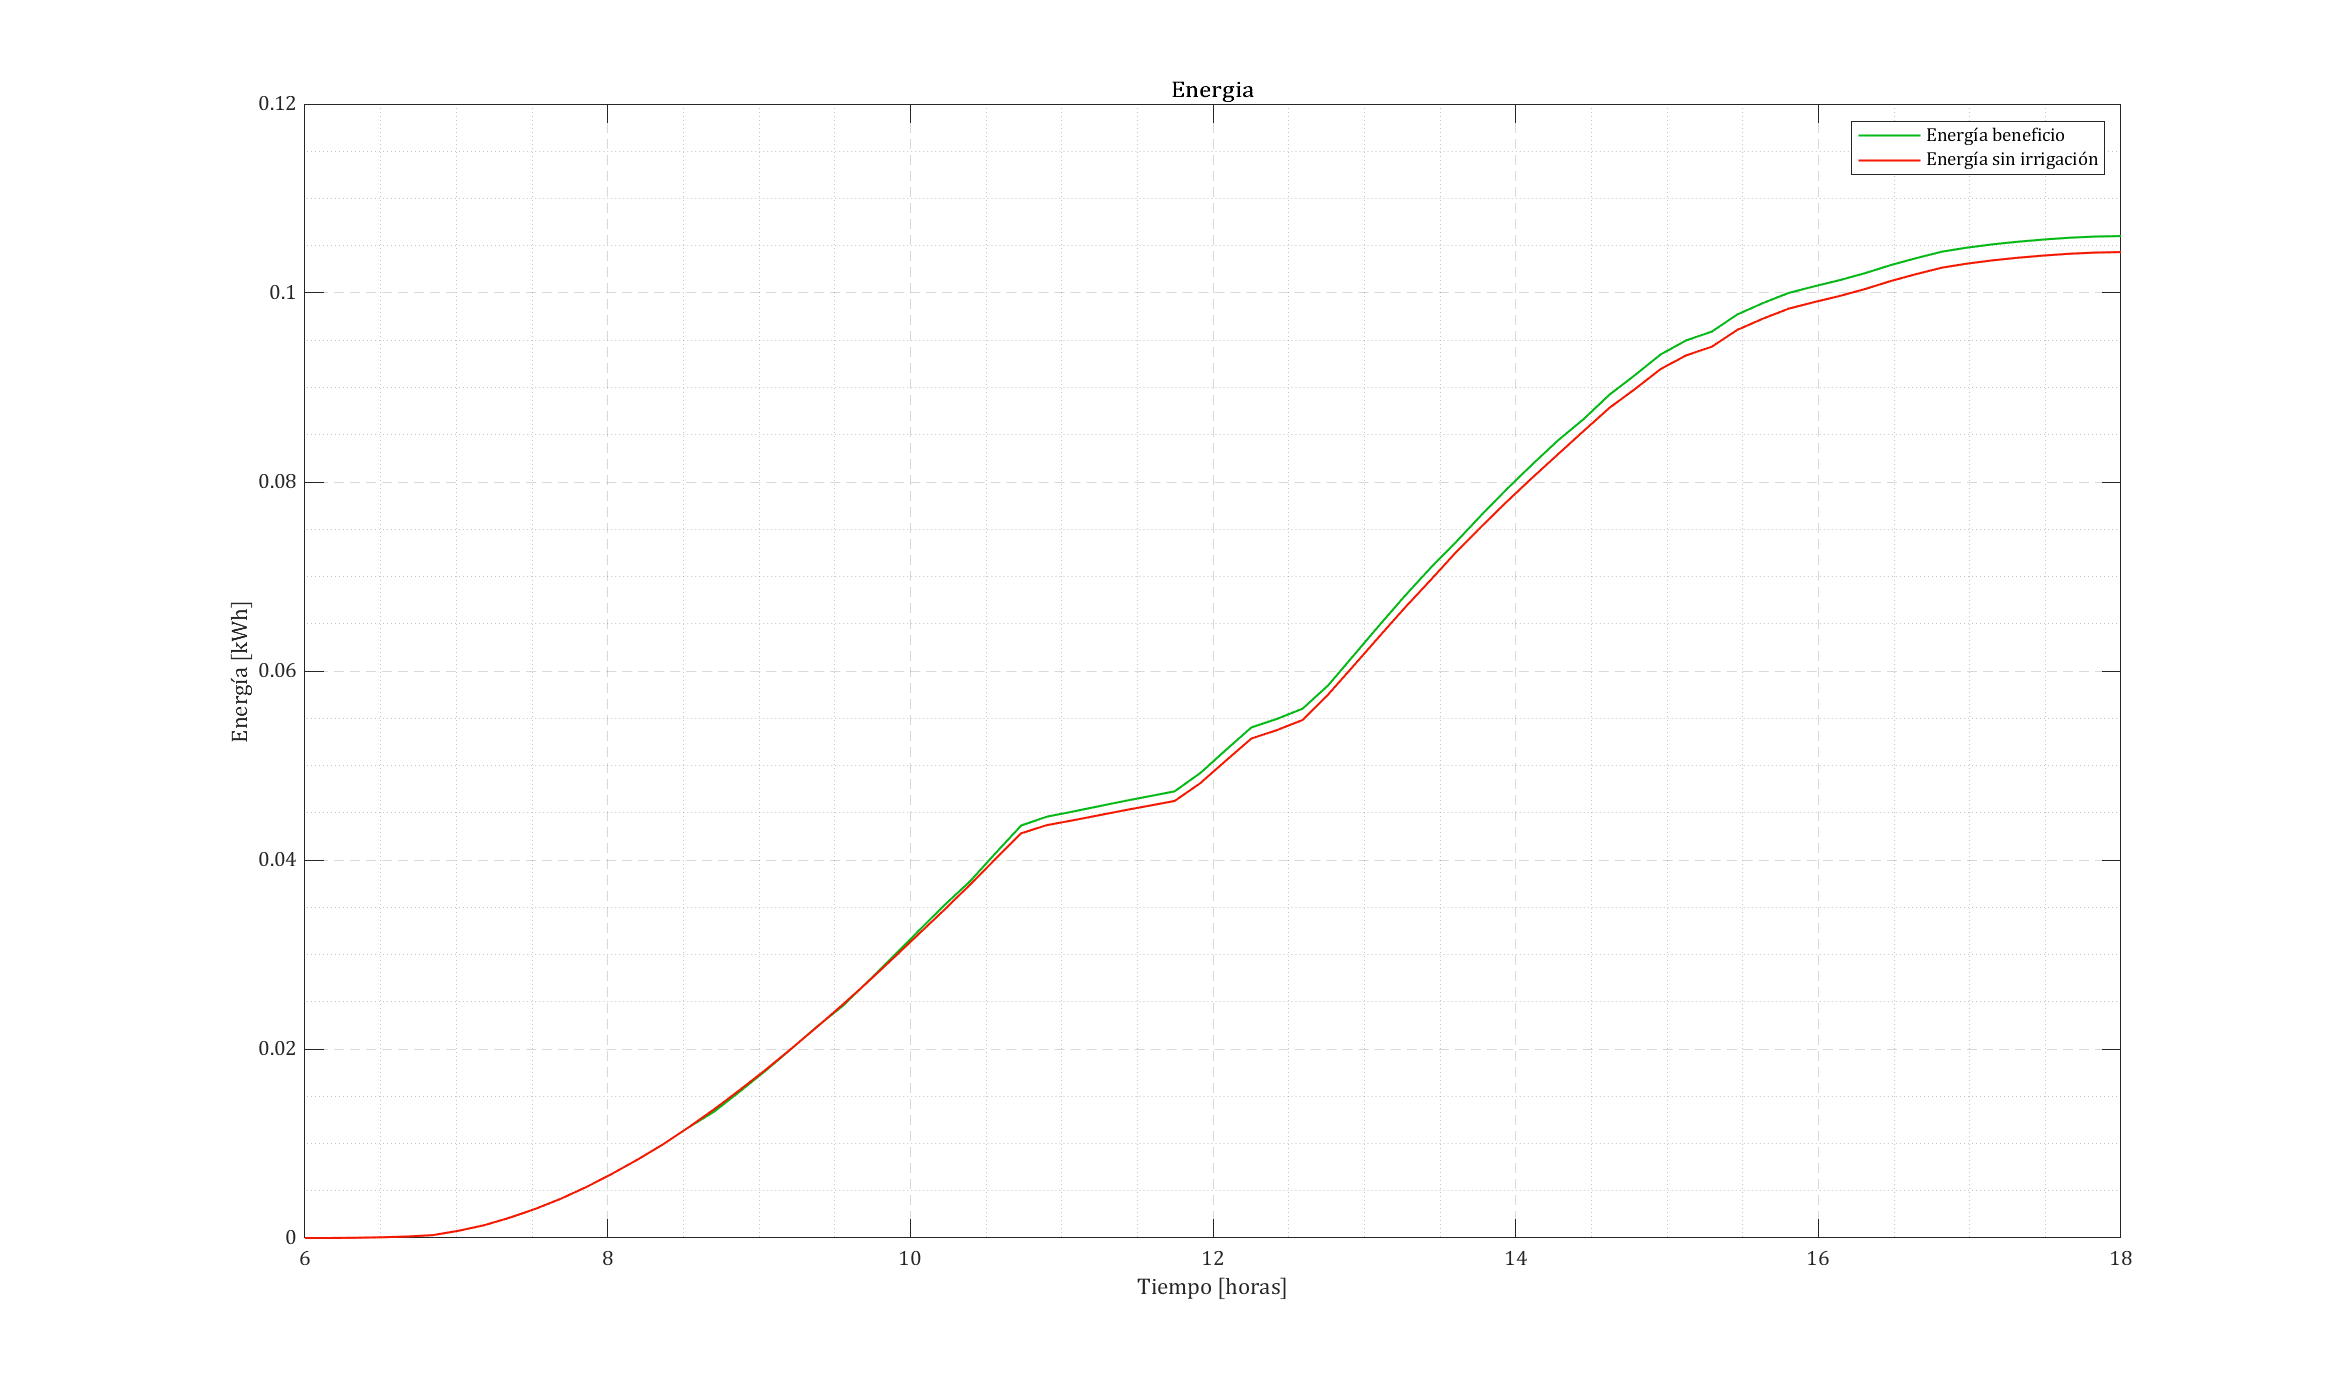 Energia
0.12
0.1
0.08
0.06
0.04
0.02
0
Energía [kWh]
6 8 10 12 14 16 18
Tiempo [horas]
Energía beneficio
Energía sin irrigación